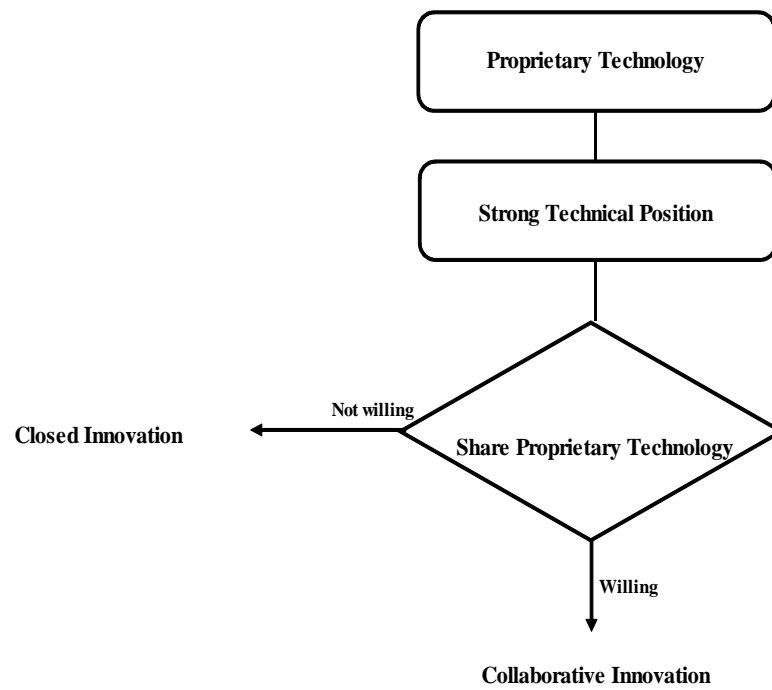 Proprietary Technology
Strong Technical Position
Not willing
Closed Innovation
Share Proprietary Technology
Willing
Collaborative Innovation